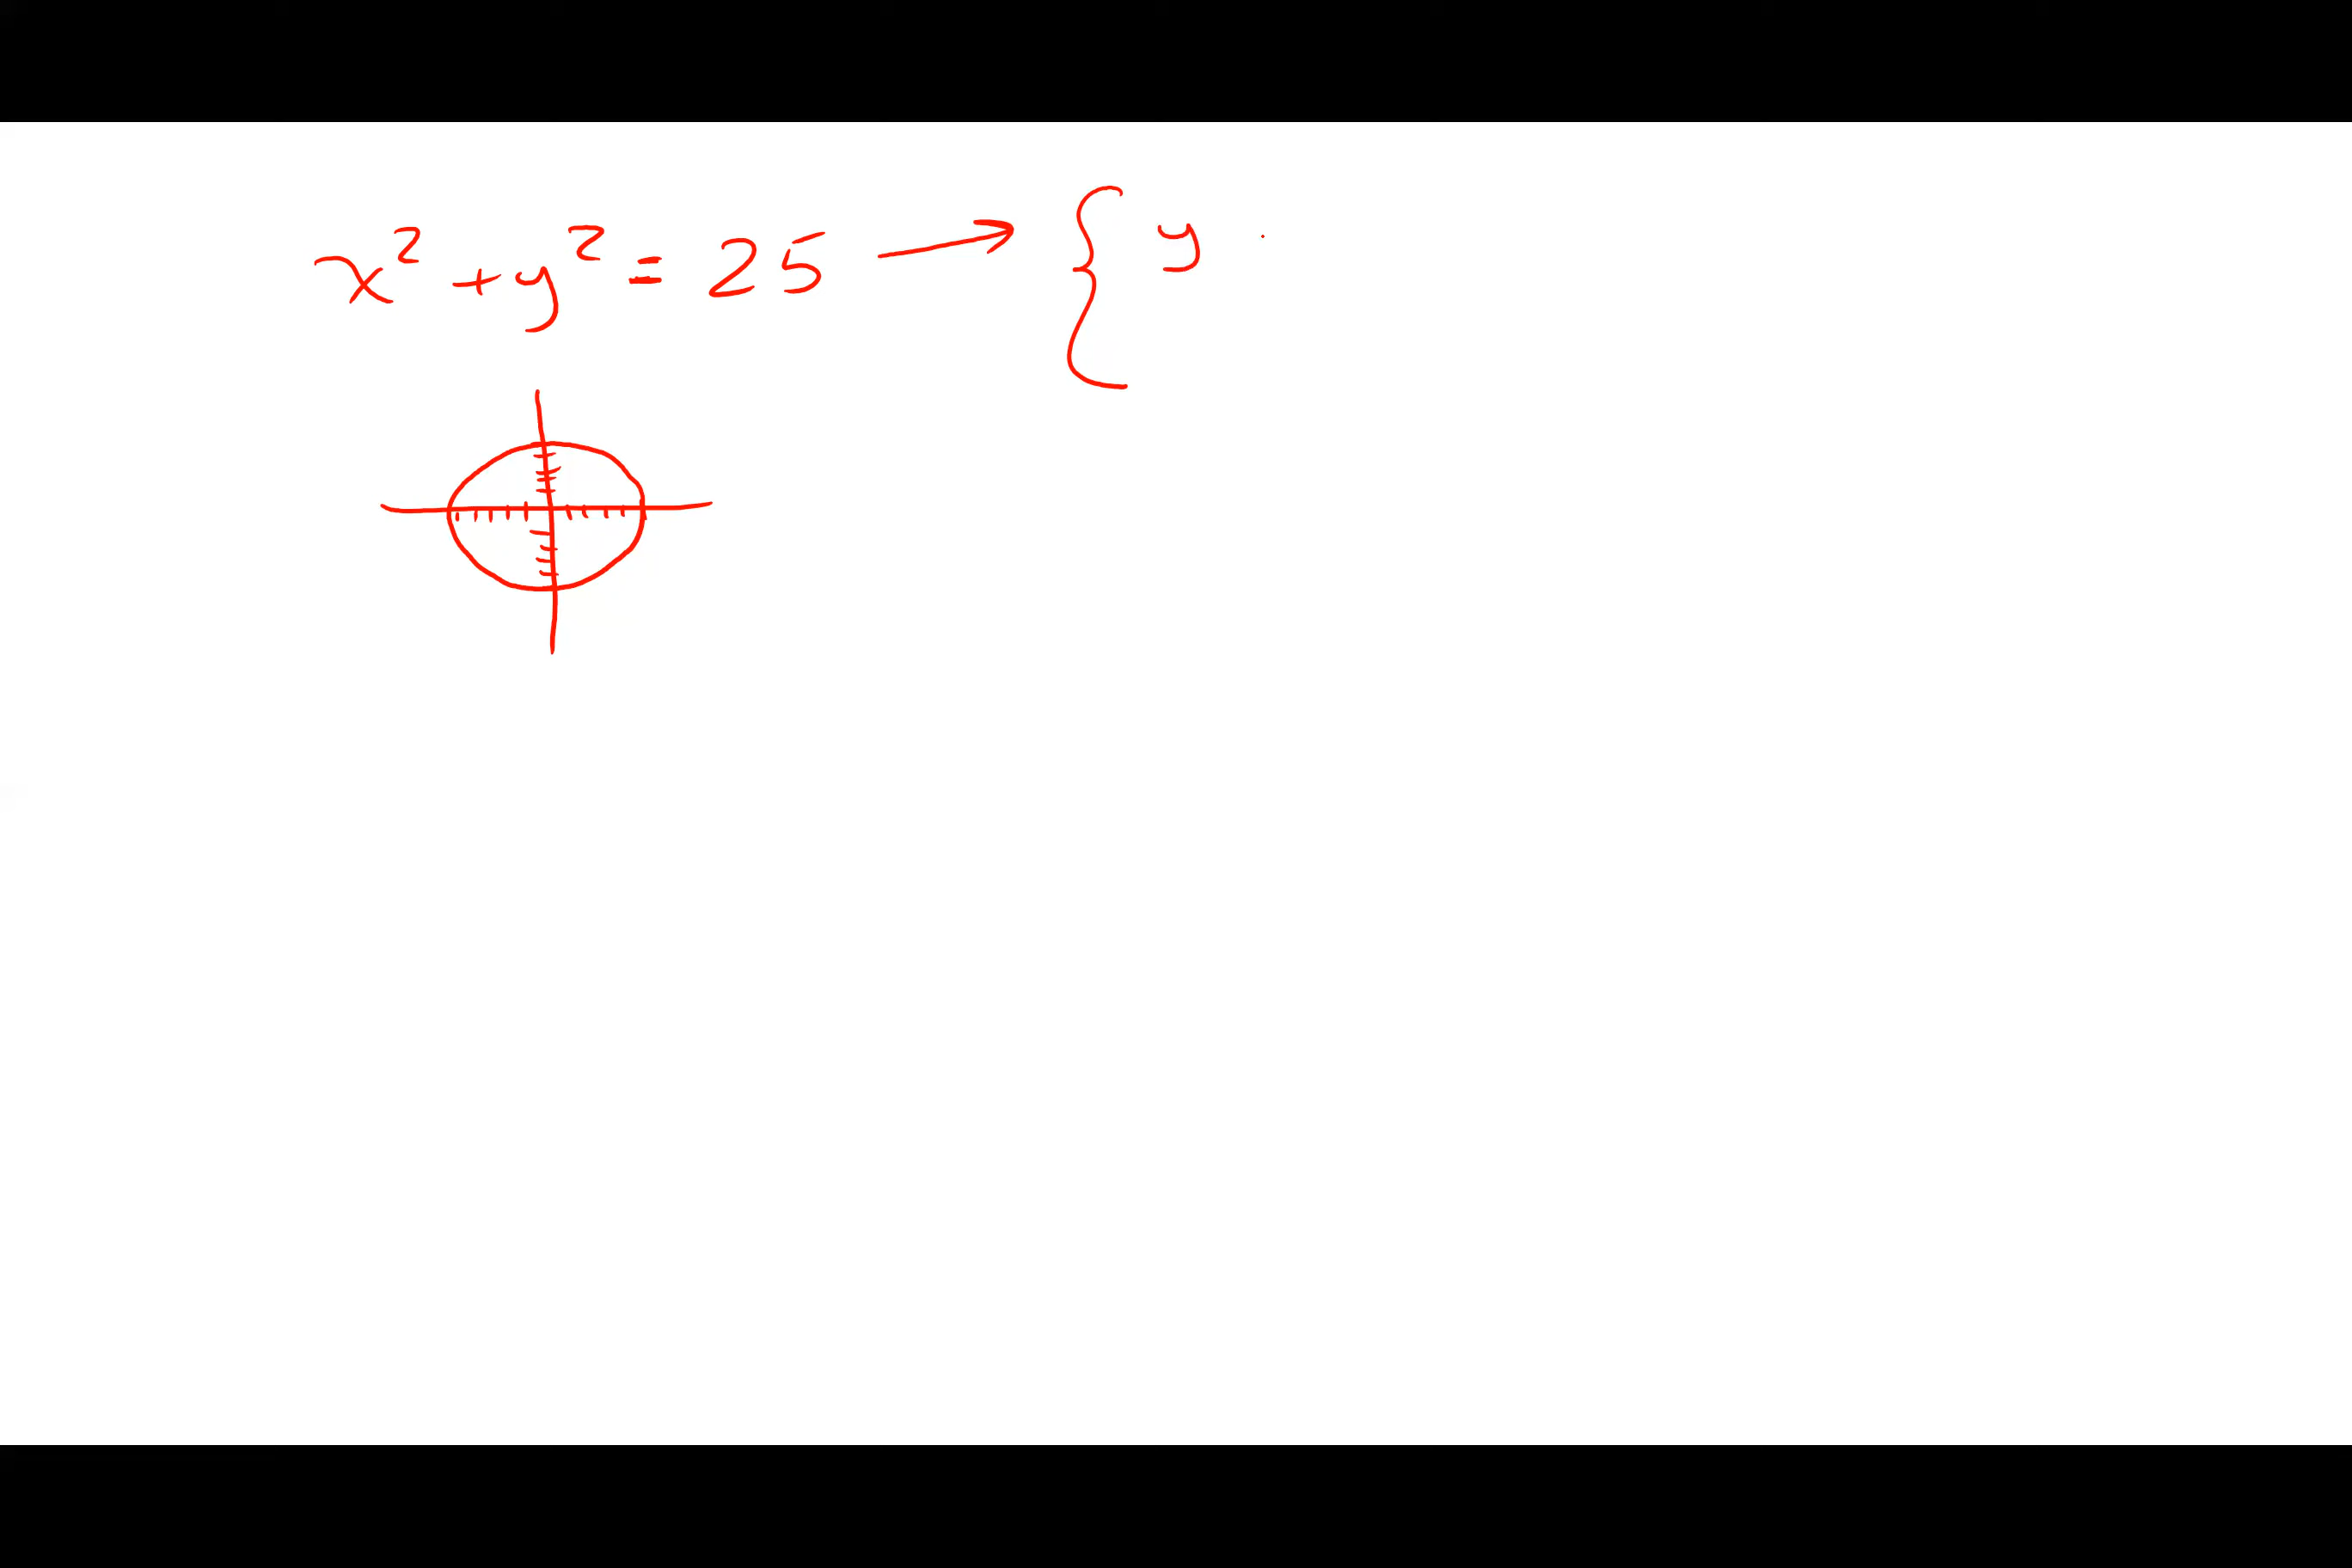 x² + y² = 25 → { y